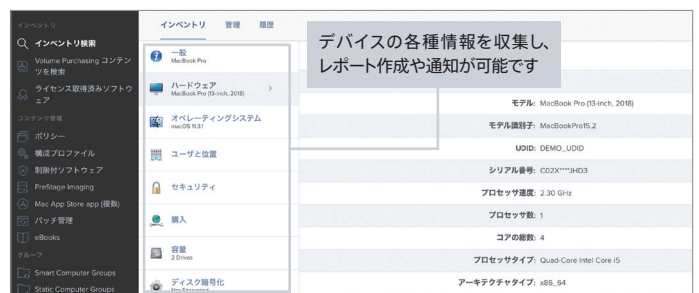 インベントリ
インベントリ検索
Volume Purchasing コンテン
ツを検索
ライセンス取得済みソフトウ
ェア
コンテンツ管理
ポリシー
構成プロファイル
制限付ソフトウェア
PreStage Imaging
Mac App Store app (複数)
パッチ管理
eBooks
グループ
Smart Computer Groups
Static Computer Groups
インベントリ 管理 履歴
一般
MacBook Pro
ハードウェア
MacBook Pro (13-inch, 2018)
オペレーティングシステム
macOS 11.3.1
ユーザと位置
セキュリティ
購入
容量
2 Drives
ディスク暗号化
Not Encrypted
デバイスの各種情報を収集し、
レポート作成や通知が可能です
モデル: MacBook Pro (13-inch, 2018)
モデル識別子: MacBookPro15,2
UDID: DEMO_UDID
シリアル番号: C02X****JHD3
プロセッサ速度: 2.30 GHz
プロセッサ数: 1
コアの総数: 4
プロセッサタイプ: Quad-Core Intel Core i5
アーキテクチャタイプ: x86_64